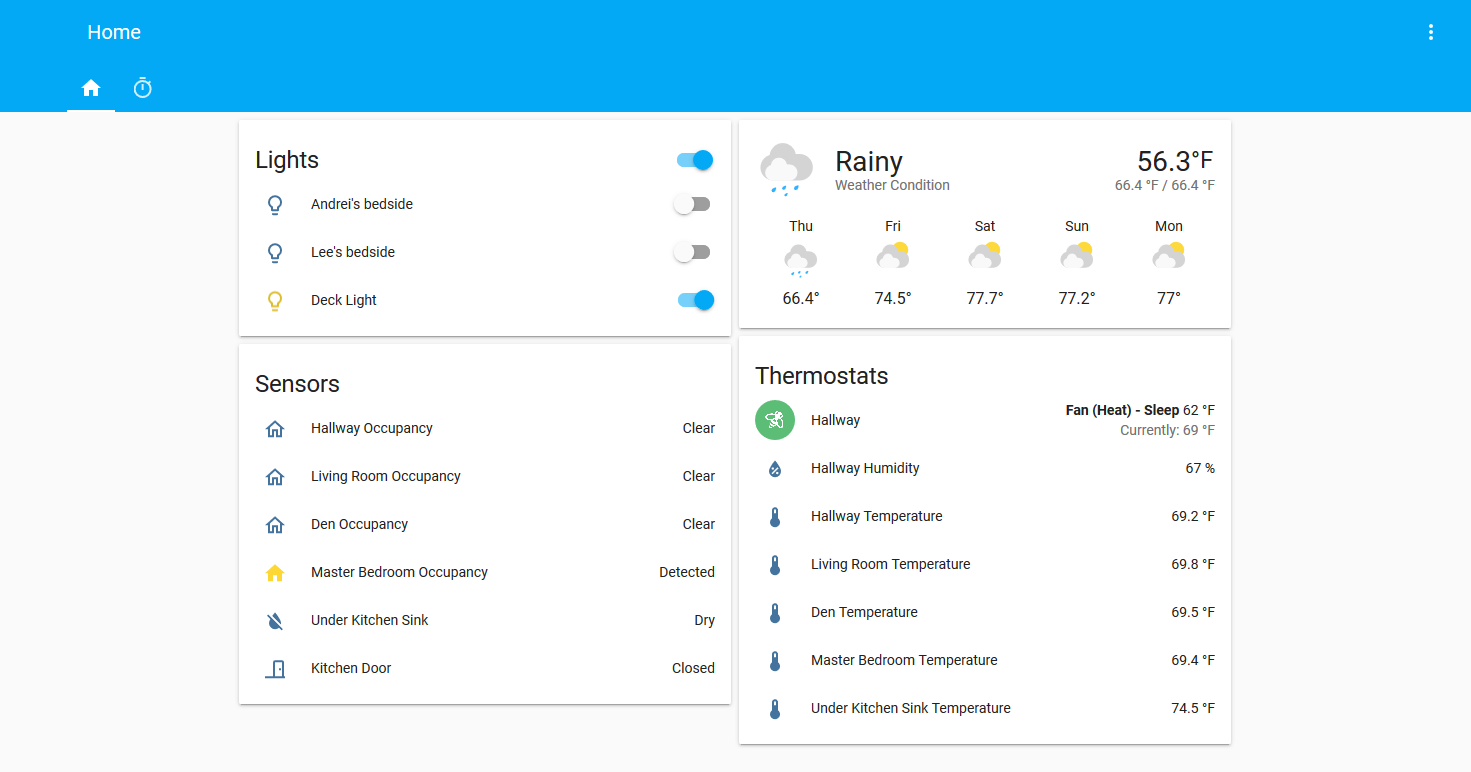 Home
Lights
Andrei's bedside
Lee's bedside
Deck Light
Sensors
Hallway Occupancy Clear
Living Room Occupancy Clear
Den Occupancy Clear
Master Bedroom Occupancy Detected
Under Kitchen Sink Dry
Kitchen Door Closed
Rainy 56.3°F
Weather Condition 66.4 °F / 66.4 °F
Thu Fri Sat Sun Mon
66.4° 74.5° 77.7° 77.2° 77°
Thermostats
Hallway Fan (Heat) - Sleep 62 °F
Currently: 69 °F
Hallway Humidity 67 %
Hallway Temperature 69.2 °F
Living Room Temperature 69.8 °F
Den Temperature 69.5 °F
Master Bedroom Temperature 69.4 °F
Under Kitchen Sink Temperature 74.5 °F